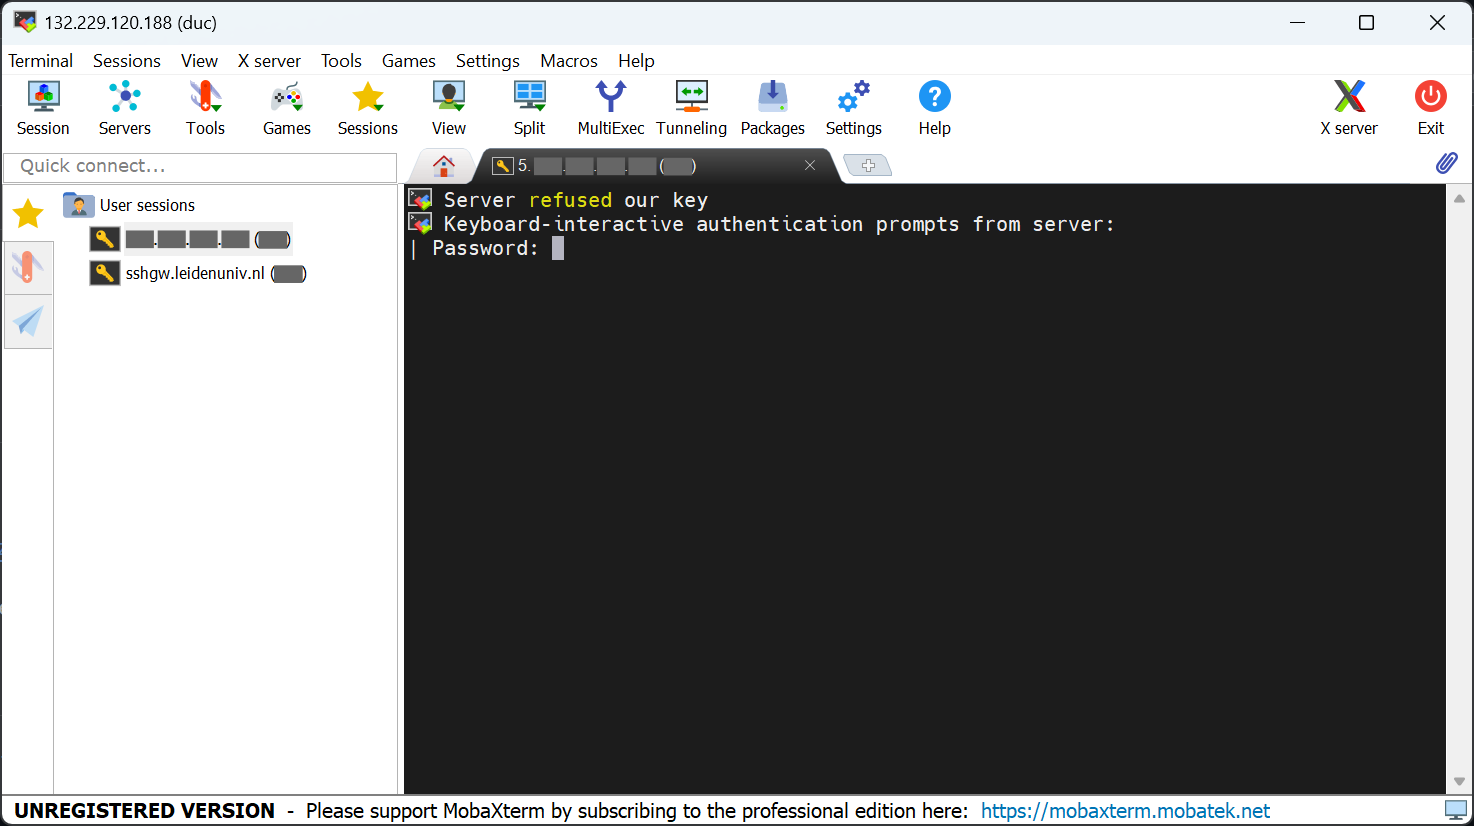 132.229.120.188 (duc)
Terminal Sessions View X server Tools Games Settings Macros Help
Session Servers Tools Games Sessions View Split MultiExec Tunneling Packages Settings Help X server Exit
Quick connect...
5. . . . ( )
User sessions
. . . ( )
sshgw.leidenuniv.nl ( )
Server refused our key
Keyboard-interactive authentication prompts from server:
| Password:
UNREGISTERED VERSION - Please support MobaXterm by subscribing to the professional edition here: https://mobaxterm.mobatek.net